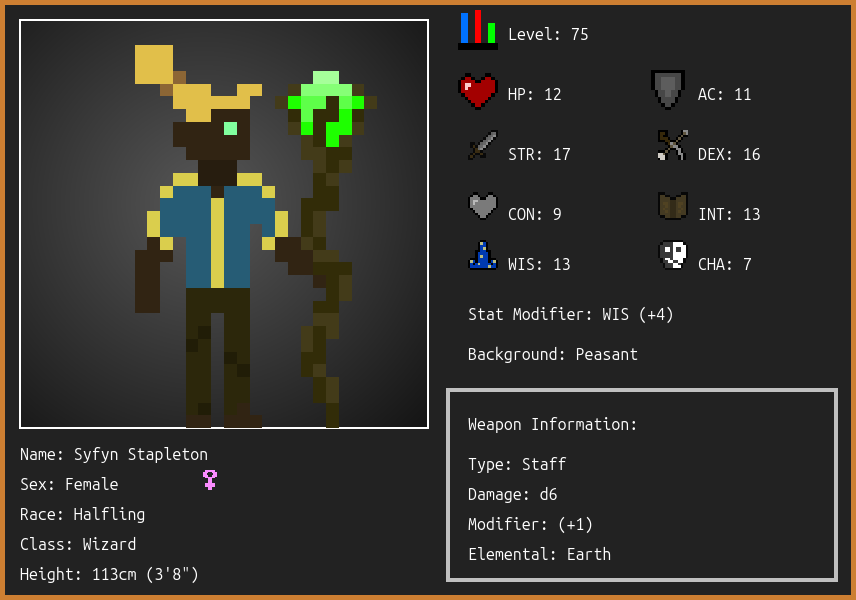 Level: 75
HP: 12
AC: 11
STR: 17
DEX: 16
CON: 9
INT: 13
WIS: 13
CHA: 7
Stat Modifier: WIS (+4)
Background: Peasant
Weapon Information:
Type: Staff
Damage: d6
Modifier: (+1)
Elemental: Earth
Name: Syfyn Stapleton
Sex: Female
Race: Halfling
Class: Wizard
Height: 113cm (3'8")